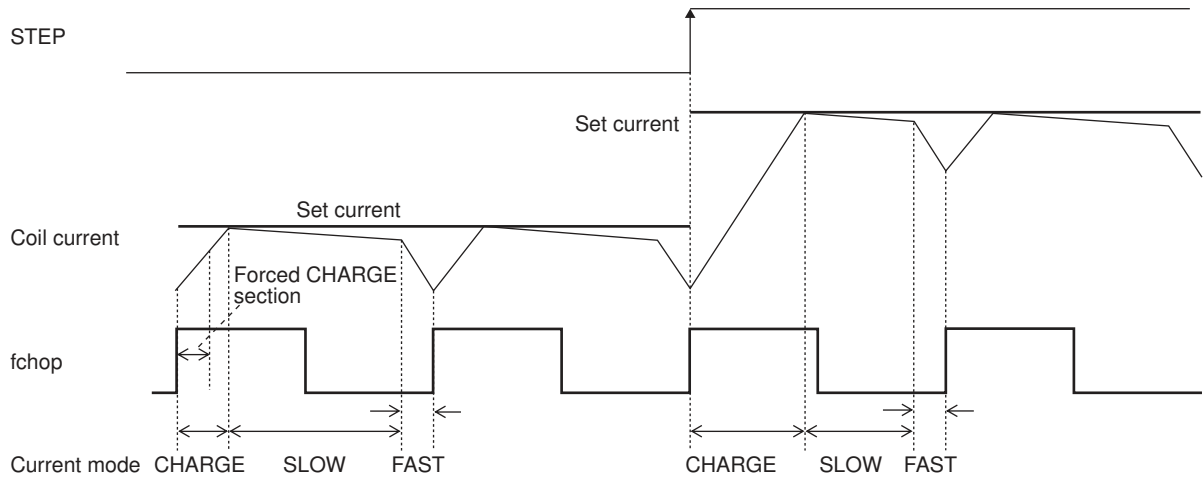 STEP
Set current
Set current
Coil current
Forced CHARGE
section
fchop
Current mode CHARGE SLOW FAST CHARGE SLOW FAST